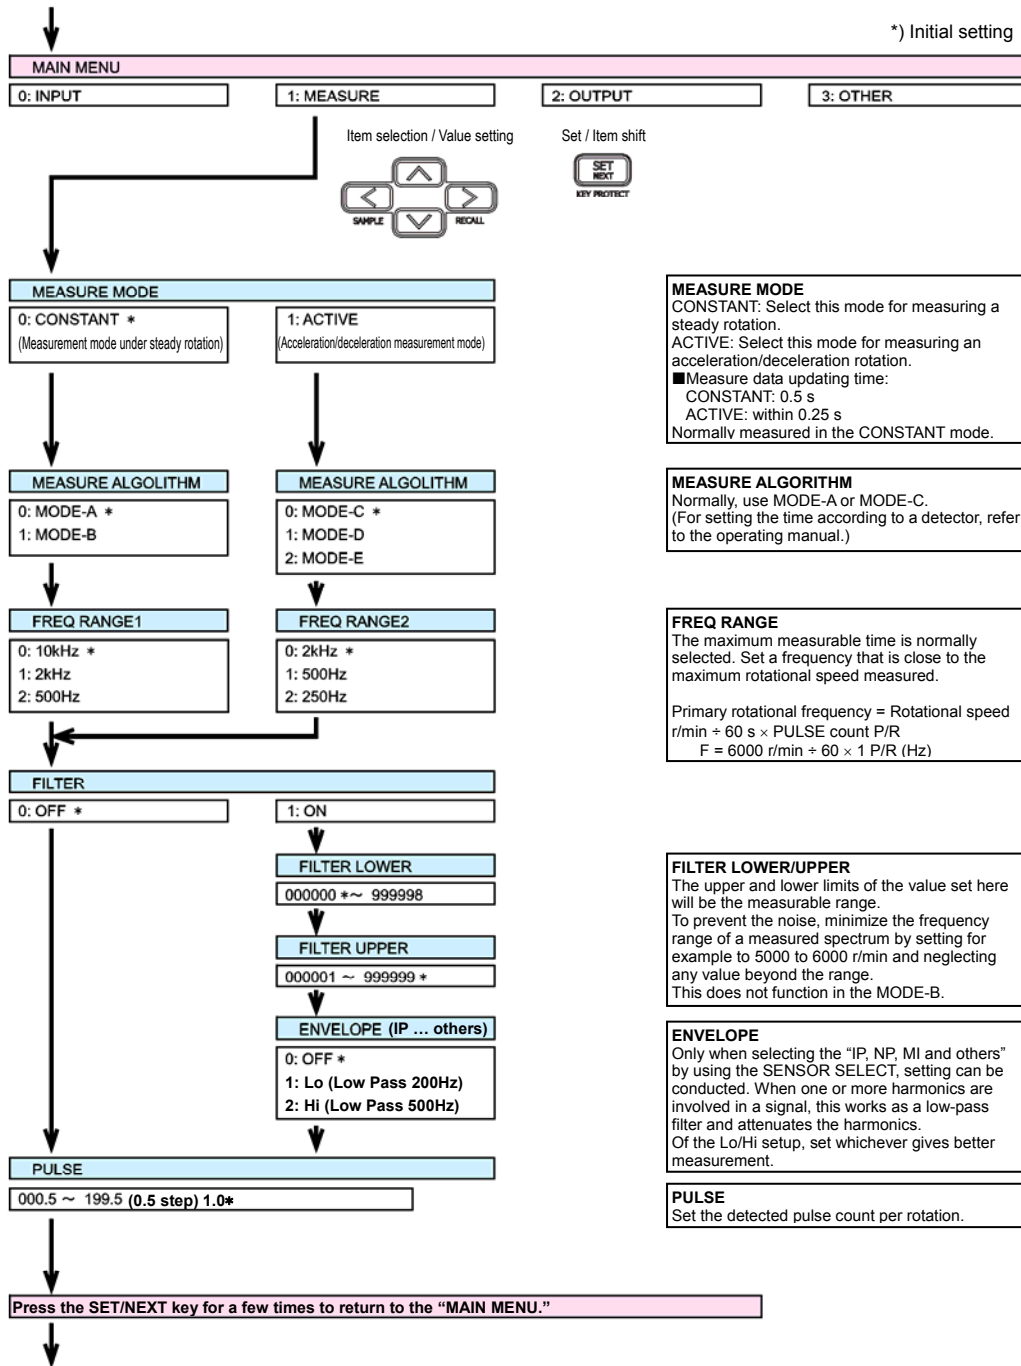 *) Initial setting
MAIN MENU
0: INPUT
1: MEASURE
2: OUTPUT
3: OTHER
Item selection / Value setting
Set / Item shift
SET
NEXT
KEY PROTECT
SAMPLE
RECALL
MEASURE MODE
0: CONSTANT *
(Measurement mode under steady rotation)
1: ACTIVE
(Acceleration/deceleration measurement mode)
MEASURE MODE
CONSTANT: Select this mode for measuring a
steady rotation.
ACTIVE: Select this mode for measuring an
acceleration/deceleration rotation.
■Measure data updating time:
CONSTANT: 0.5 s
ACTIVE: within 0.25 s
Normally measured in the CONSTANT mode.
MEASURE ALGOLITHM
0: MODE-A *
1: MODE-B
MEASURE ALGOLITHM
0: MODE-C *
1: MODE-D
2: MODE-E
MEASURE ALGORITHM
Normally, use MODE-A or MODE-C.
(For setting the time according to a detector, refer
to the operating manual.)
FREQ RANGE1
0: 10kHz *
1: 2kHz
2: 500Hz
FREQ RANGE2
0: 2kHz *
1: 500Hz
2: 250Hz
FREQ RANGE
The maximum measurable time is normally
selected. Set a frequency that is close to the
maximum rotational speed measured.
Primary rotational frequency = Rotational speed
r/min ÷ 60 s × PULSE count P/R
F = 6000 r/min ÷ 60 × 1 P/R (Hz)
FILTER
0: OFF *
1: ON
FILTER LOWER
000000 *~ 999998
FILTER UPPER
000001 ~ 999999 *
ENVELOPE (IP … others)
0: OFF *
1: Lo (Low Pass 200Hz)
2: Hi (Low Pass 500Hz)
FILTER LOWER/UPPER
The upper and lower limits of the value set here
will be the measurable range.
To prevent the noise, minimize the frequency
range of a measured spectrum by setting for
example to 5000 to 6000 r/min and neglecting
any value beyond the range.
This does not function in the MODE-B.
ENVELOPE
Only when selecting the “IP, NP, MI and others”
by using the SENSOR SELECT, setting can be
conducted. When one or more harmonics are
involved in a signal, this works as a low-pass
filter and attenuates the harmonics.
Of the Lo/Hi setup, set whichever gives better
measurement.
PULSE
000.5 ~ 199.5 (0.5 step) 1.0*
PULSE
Set the detected pulse count per rotation.
Press the SET/NEXT key for a few times to return to the “MAIN MENU.”